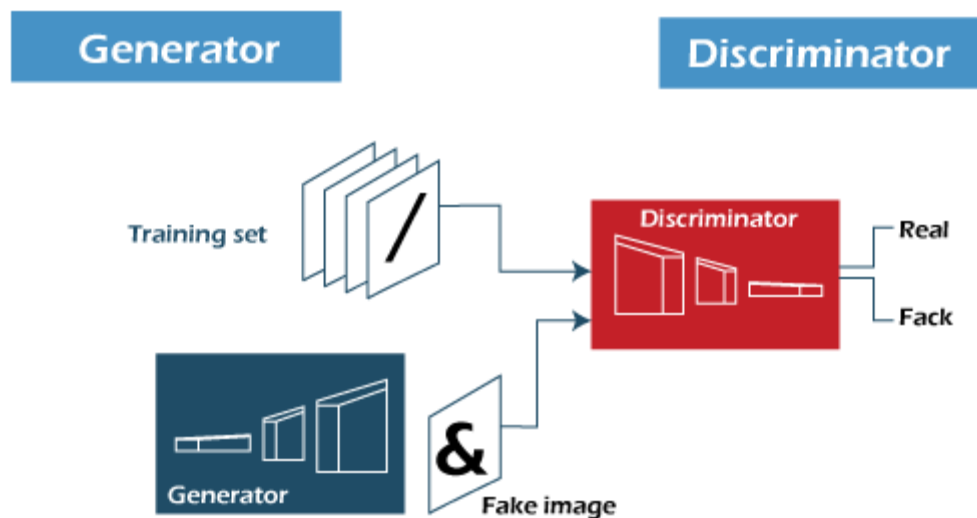 Generator
Discriminator
Training set
/
Discriminator
Real
Fack
Generator
&
Fake image